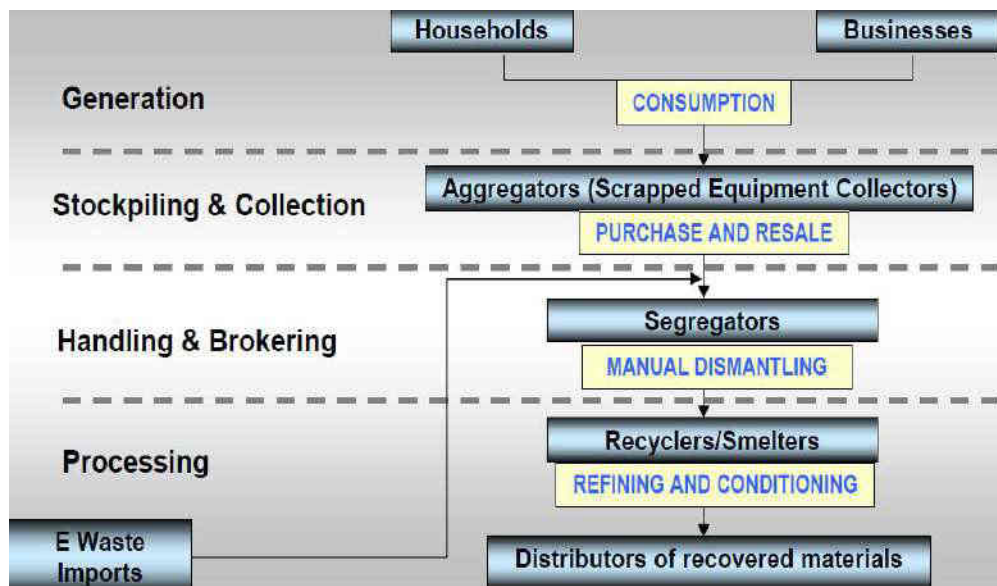 Households
Businesses
Generation
CONSUMPTION
Aggregators (Scrapped Equipment Collectors)
Stockpiling & Collection
PURCHASE AND RESALE
Segregators
Handling & Brokering
MANUAL DISMANTLING
Recyclers/Smelters
Processing
REFINING AND CONDITIONING
E Waste
Imports
Distributors of recovered materials